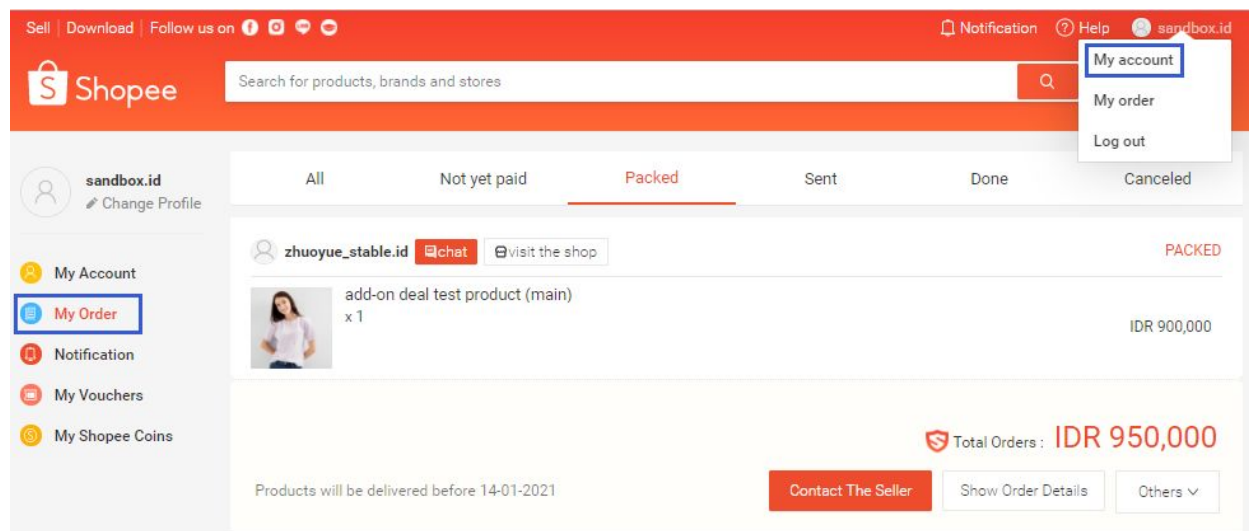 Sell | Download | Follow us on
Notification
Help
sandbox.id
My account
My order
Log out
S Shopee
Search for products, brands and stores
sandbox.id
Change Profile
My Account
My Order
Notification
My Vouchers
My Shopee Coins
All
Not yet paid
Packed
Sent
Done
Canceled
zhuoyue_stable.id
chat
visit the shop
PACKED
add-on deal test product (main)
x 1
IDR 900,000
Total Orders : IDR 950,000
Products will be delivered before 14-01-2021
Contact The Seller
Show Order Details
Others